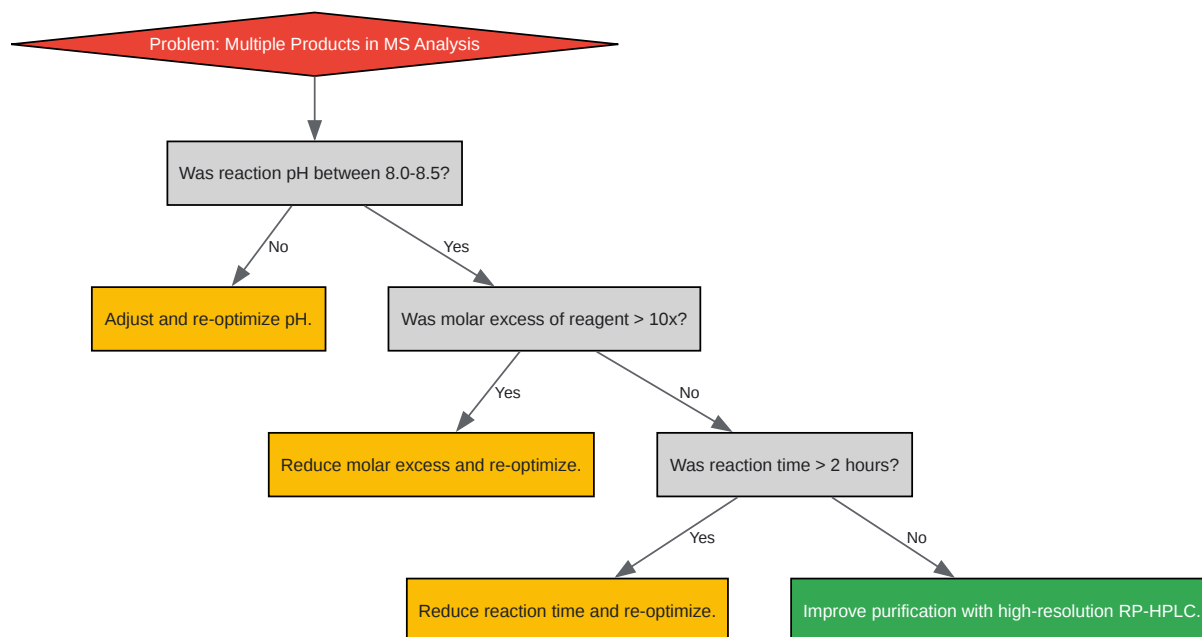 Problem: Multiple Products in MS Analysis
Was reaction pH between 8.0-8.5?
No
Yes
Adjust and re-optimize pH.
Was molar excess of reagent > 10x?
Yes
No
Reduce molar excess and re-optimize.
Was reaction time > 2 hours?
Yes
No
Reduce reaction time and re-optimize.
Improve purification with high-resolution RP-HPLC.